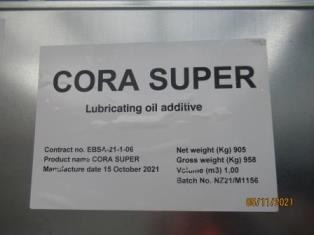 CORA SUPER
Lubricating oil additive
Contract no. EBSA-21-1-06
Product name CORA SUPER
Manufacture date 15 October 2021
Net weight (Kg) 905
Gross weight (Kg) 958
Volume (m3) 1,00
Batch No. NZ21/M1156
05/11/2021